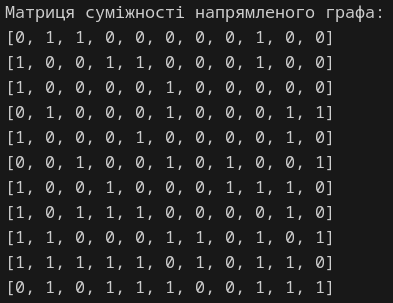 Матриця суміжності напрямленого графа:
[0, 1, 1, 0, 0, 0, 0, 0, 1, 0, 0]
[1, 0, 0, 1, 1, 0, 0, 0, 1, 0, 0]
[1, 0, 0, 0, 0, 1, 0, 0, 0, 0, 0]
[0, 1, 0, 0, 0, 1, 0, 0, 0, 1, 1]
[1, 0, 0, 0, 1, 0, 0, 0, 0, 1, 0]
[0, 0, 1, 0, 0, 1, 0, 1, 0, 0, 1]
[1, 0, 0, 1, 0, 0, 0, 1, 1, 1, 0]
[1, 0, 1, 1, 1, 0, 0, 0, 0, 1, 0]
[1, 1, 0, 0, 0, 1, 1, 0, 1, 0, 1]
[1, 1, 1, 1, 1, 0, 1, 0, 1, 1, 0]
[0, 1, 0, 1, 1, 1, 0, 0, 1, 1, 1]